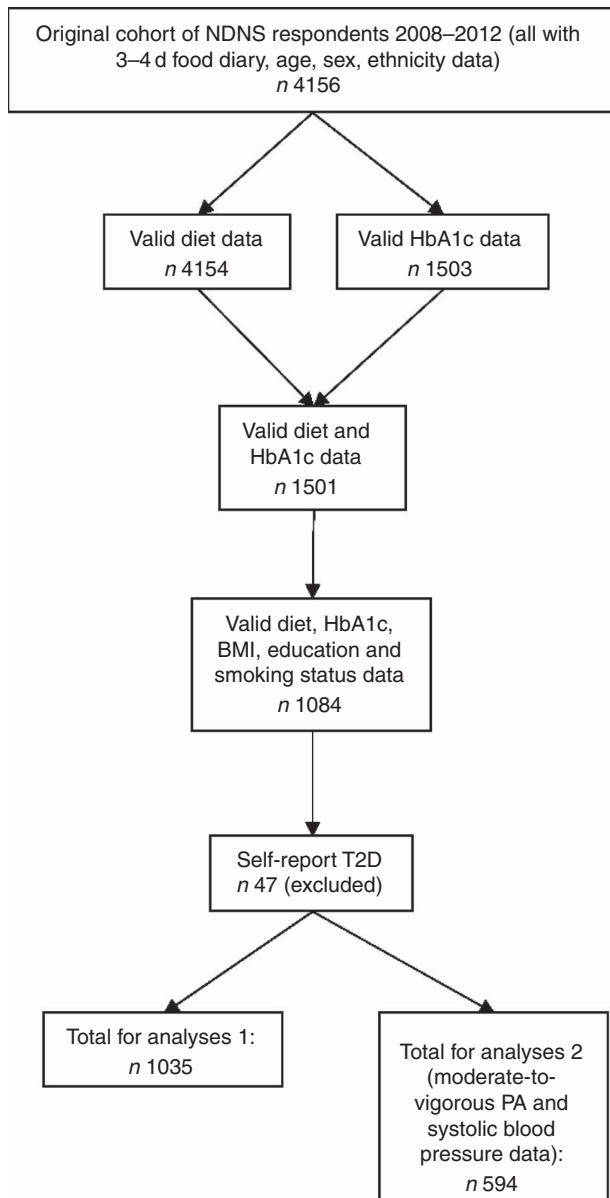 Original cohort of NDNS respondents 2008–2012 (all with
3–4 d food diary, age, sex, ethnicity data)
n 4156
Valid diet data
n 4154
Valid HbA1c data
n 1503
Valid diet and
HbA1c data
n 1501
Valid diet, HbA1c,
BMI, education and
smoking status data
n 1084
Self-report T2D
n 47 (excluded)
Total for analyses 1:
n 1035
Total for analyses 2
(moderate-to-
vigorous PA and
systolic blood
pressure data):
n 594